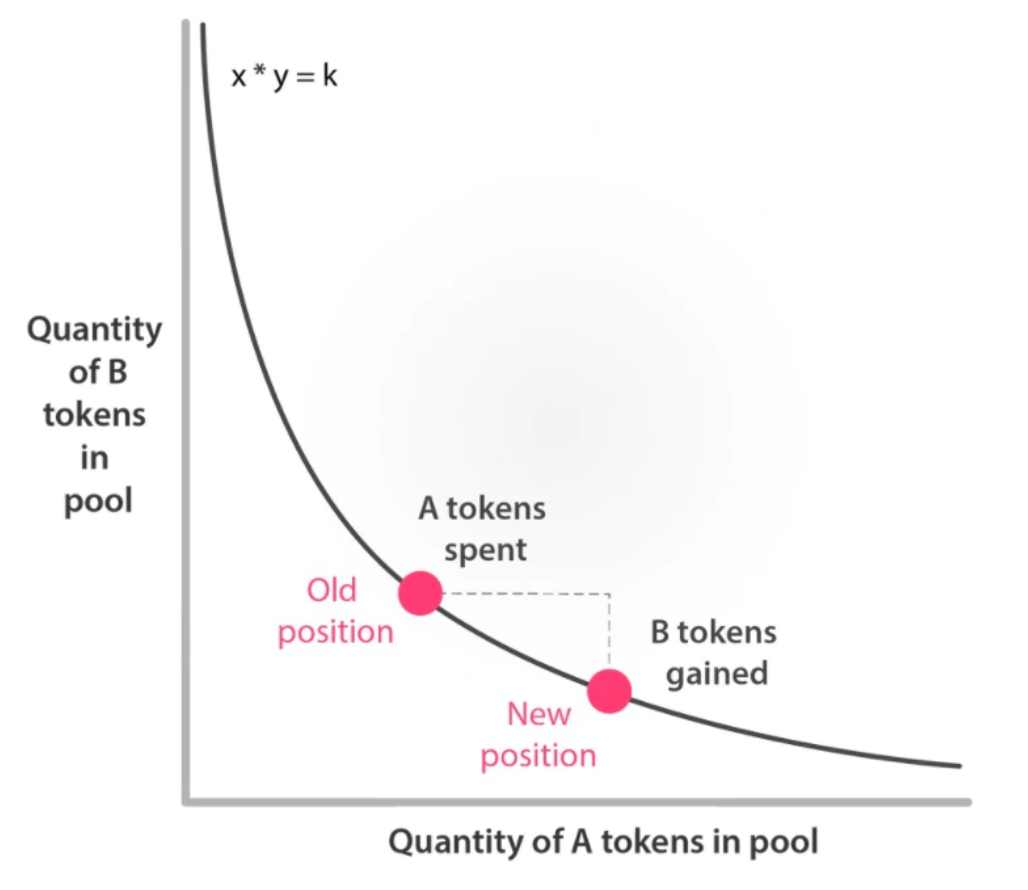 x * y = k
Quantity
of B
tokens
in
pool
A tokens
spent
Old
position
B tokens
gained
New
position
Quantity of A tokens in pool